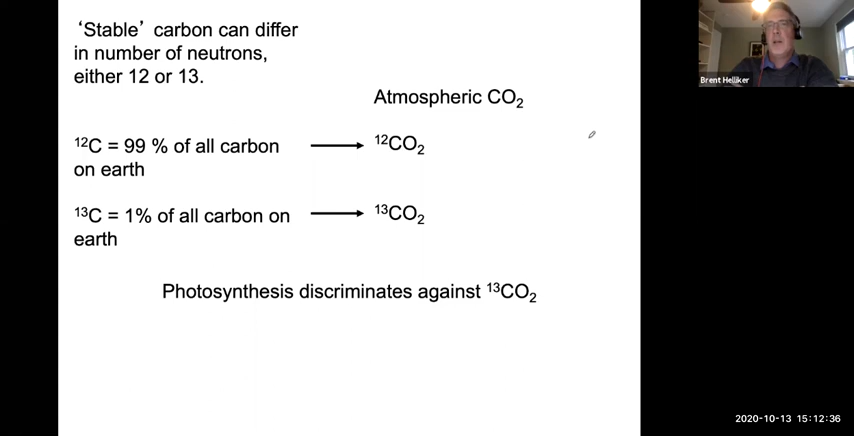 ‘Stable’ carbon can differ
in number of neutrons,
either 12 or 13.
Atmospheric CO₂
¹²C = 99 % of all carbon
on earth
¹²CO₂
¹³C = 1% of all carbon on
earth
¹³CO₂
Photosynthesis discriminates against ¹³CO₂
Brent Helliker
2020-10-13 15:12:36